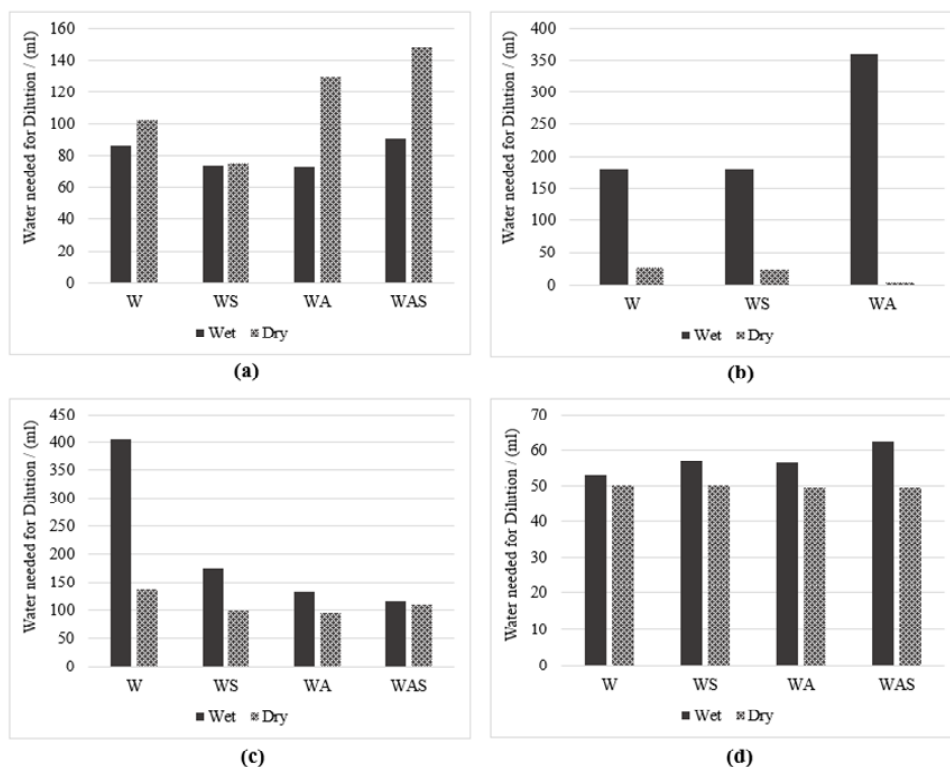 Water needed for Dilution / (ml)
160
140
120
100
80
60
40
20
0
W WS WA WAS
Wet Dry
(a)
Water needed for Dilution / (ml)
400
350
300
250
200
150
100
50
0
W WS WA
Wet Dry
(b)
Water needed for Dilution / (ml)
450
400
350
300
250
200
150
100
50
0
W WS WA WAS
Wet Dry
(c)
Water needed for Dilution / (ml)
70
60
50
40
30
20
10
0
W WS WA WAS
Wet Dry
(d)